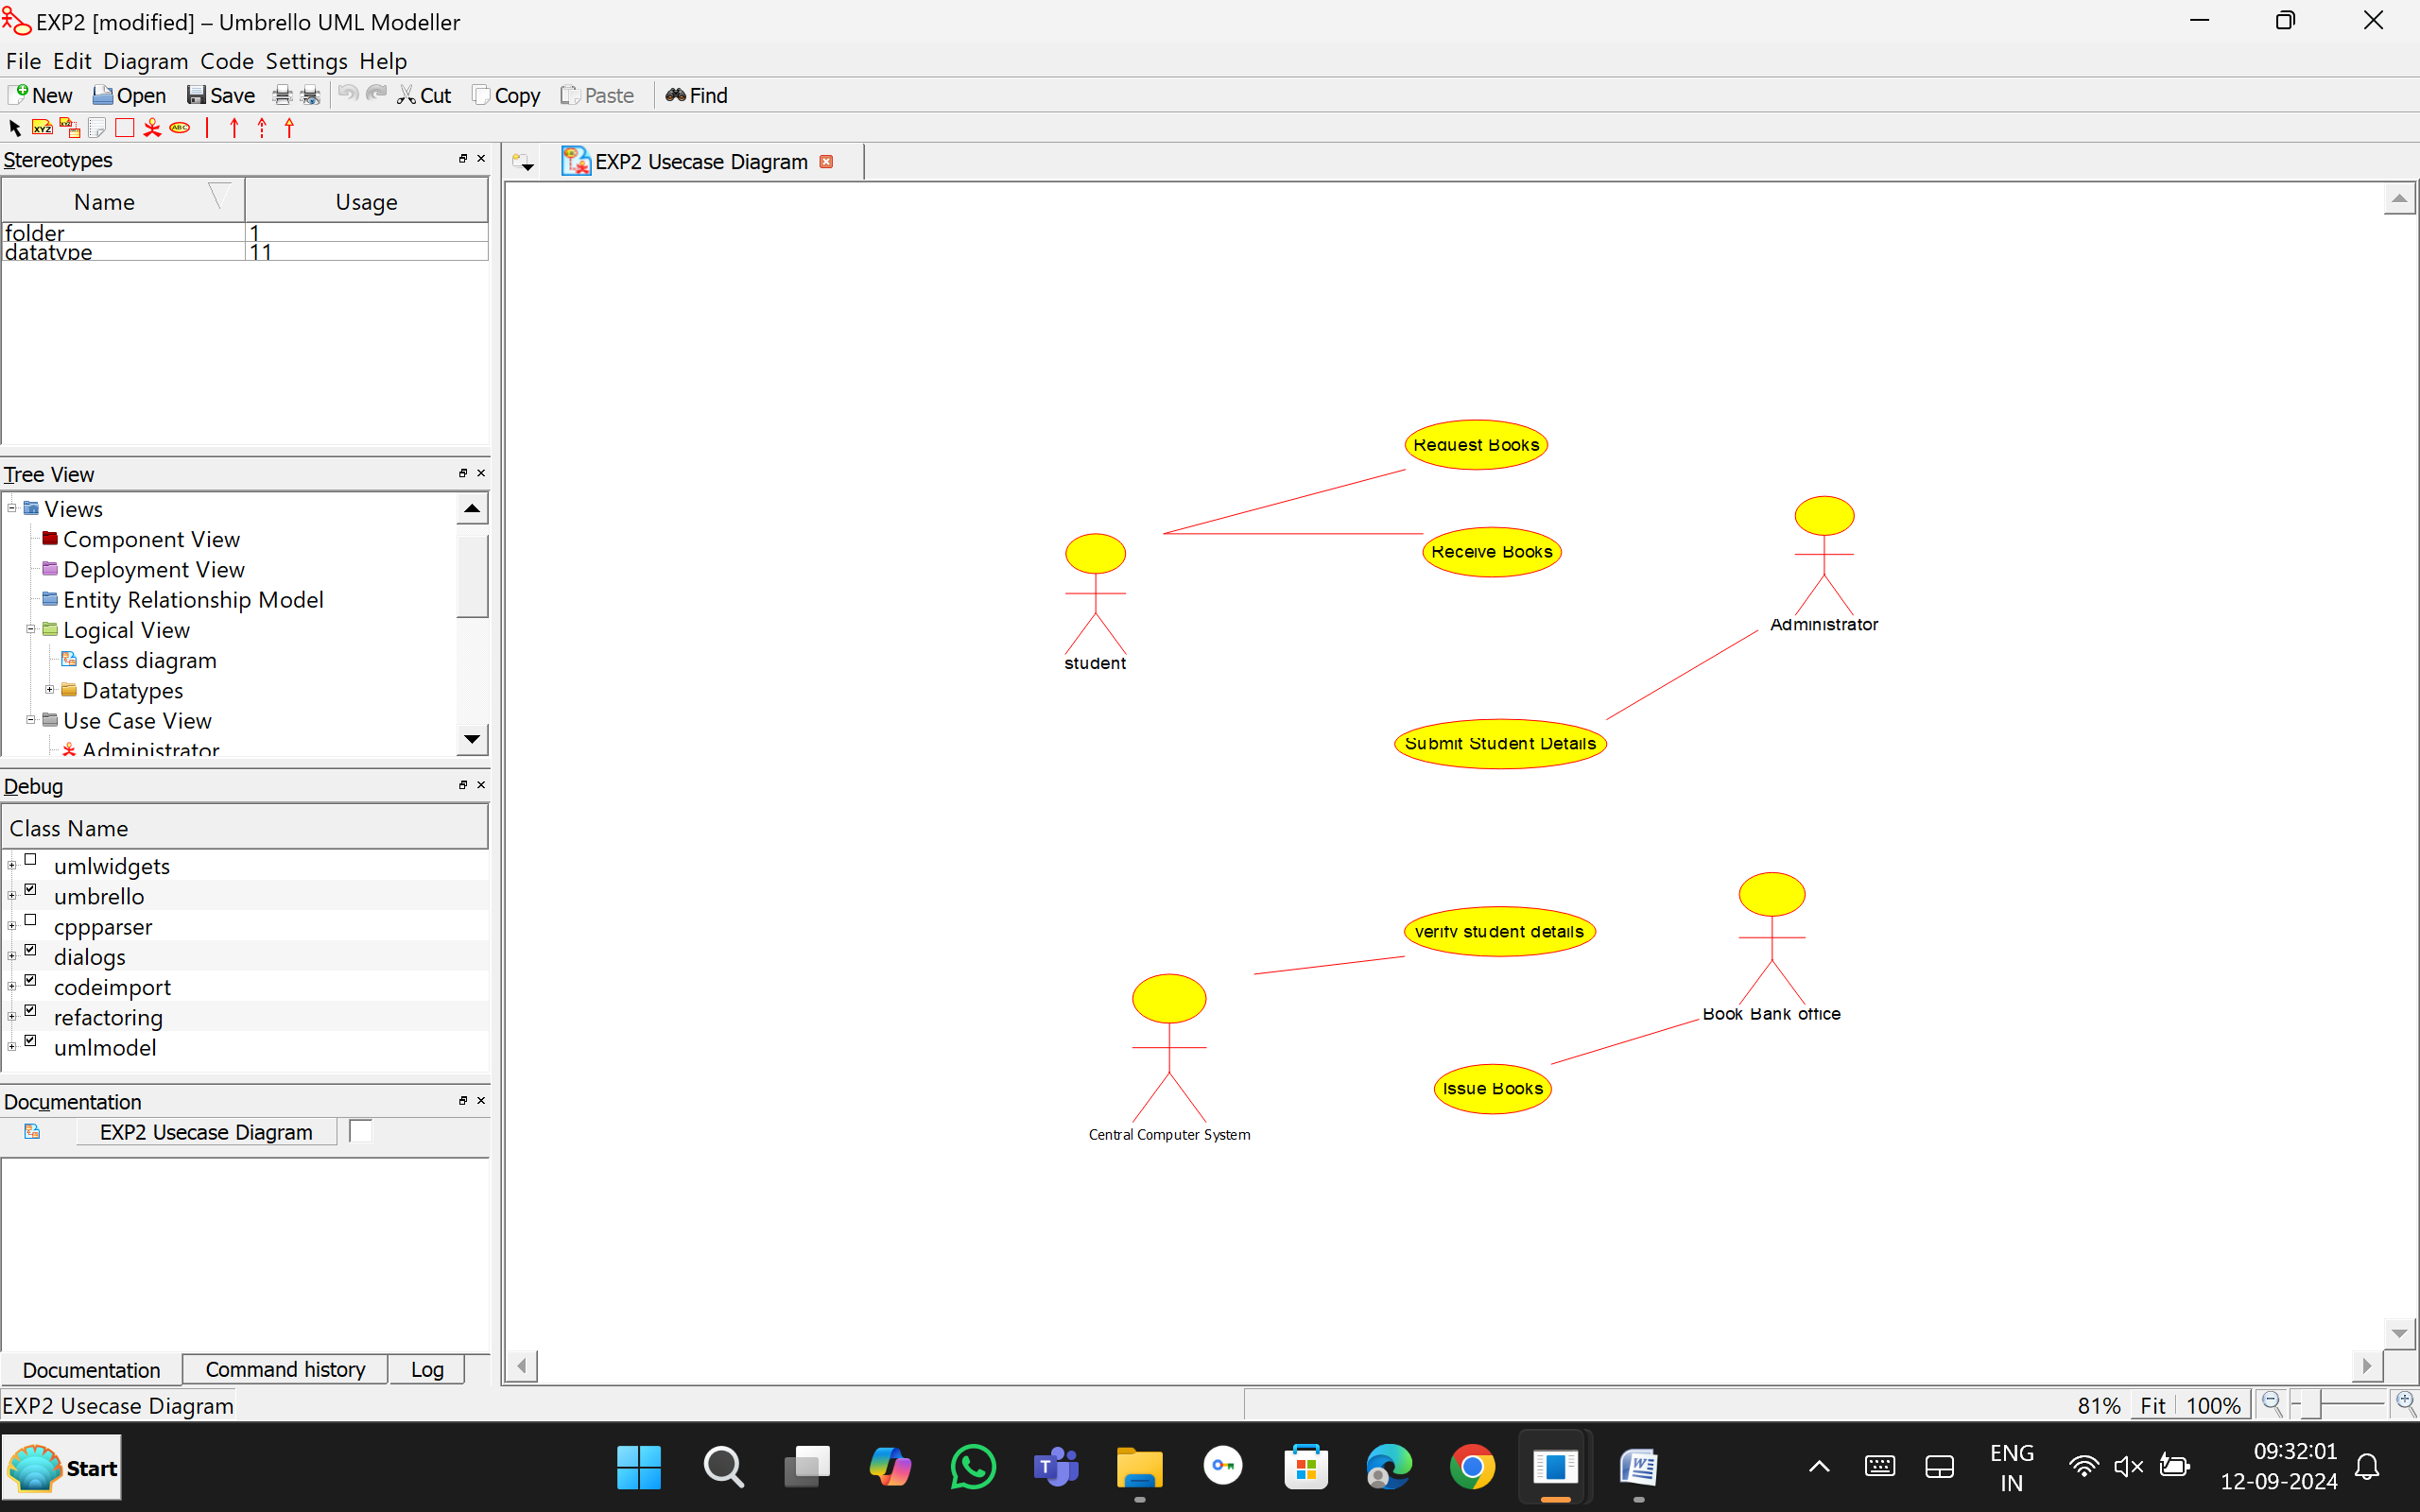 EXP2 [modified] – Umbrello UML Modeller
File Edit Diagram Code Settings Help
New Open Save Cut Copy Paste Find
XYZ XYZ ABC
Stereotypes
EXP2 Usecase Diagram
Name Usage
folder 1
datatype 11
Tree View
Views
Component View
Deployment View
Entity Relationship Model
Logical View
class diagram
Datatypes
Use Case View
Administrator
Debug
Class Name
umlwidgets
umbrello
cppparser
dialogs
codeimport
refactoring
umlmodel
Documentation
EXP2 Usecase Diagram
Documentation Command history Log
Request Books
Receive Books
student
Administrator
Submit Student Details
verify student details
Book Bank office
Issue Books
Central Computer System
EXP2 Usecase Diagram
81% Fit 100%
Start
ENG
IN
09:32:01
12-09-2024